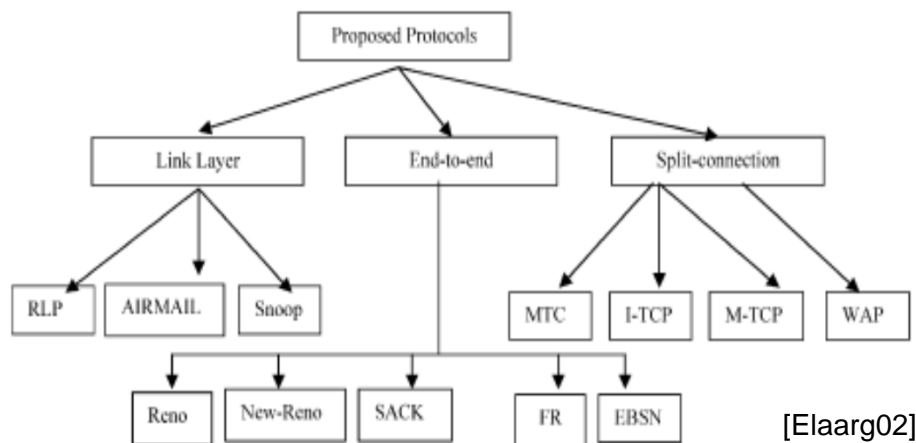 Proposed Protocols
Link Layer
End-to-end
Split-connection
RLP
AIRMAIL
Snoop
MTC
I-TCP
M-TCP
WAP
Reno
New-Reno
SACK
FR
EBSN
[Elaarg02]